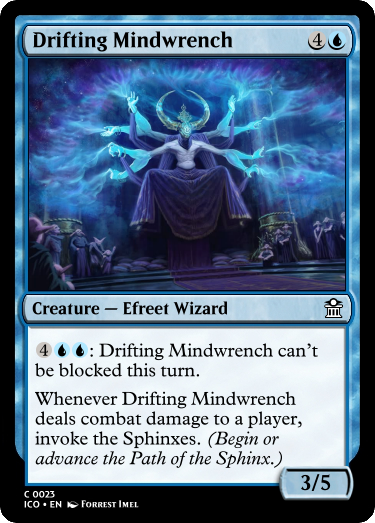 Drifting Mindwrench 4
Creature — Efreet Wizard
4: Drifting Mindwrench can't
be blocked this turn.
Whenever Drifting Mindwrench
deals combat damage to a player,
invoke the Sphinxes. (Begin or
advance the Path of the Sphinx.)
3/5
C 0023
ICO • EN Forrest Imel